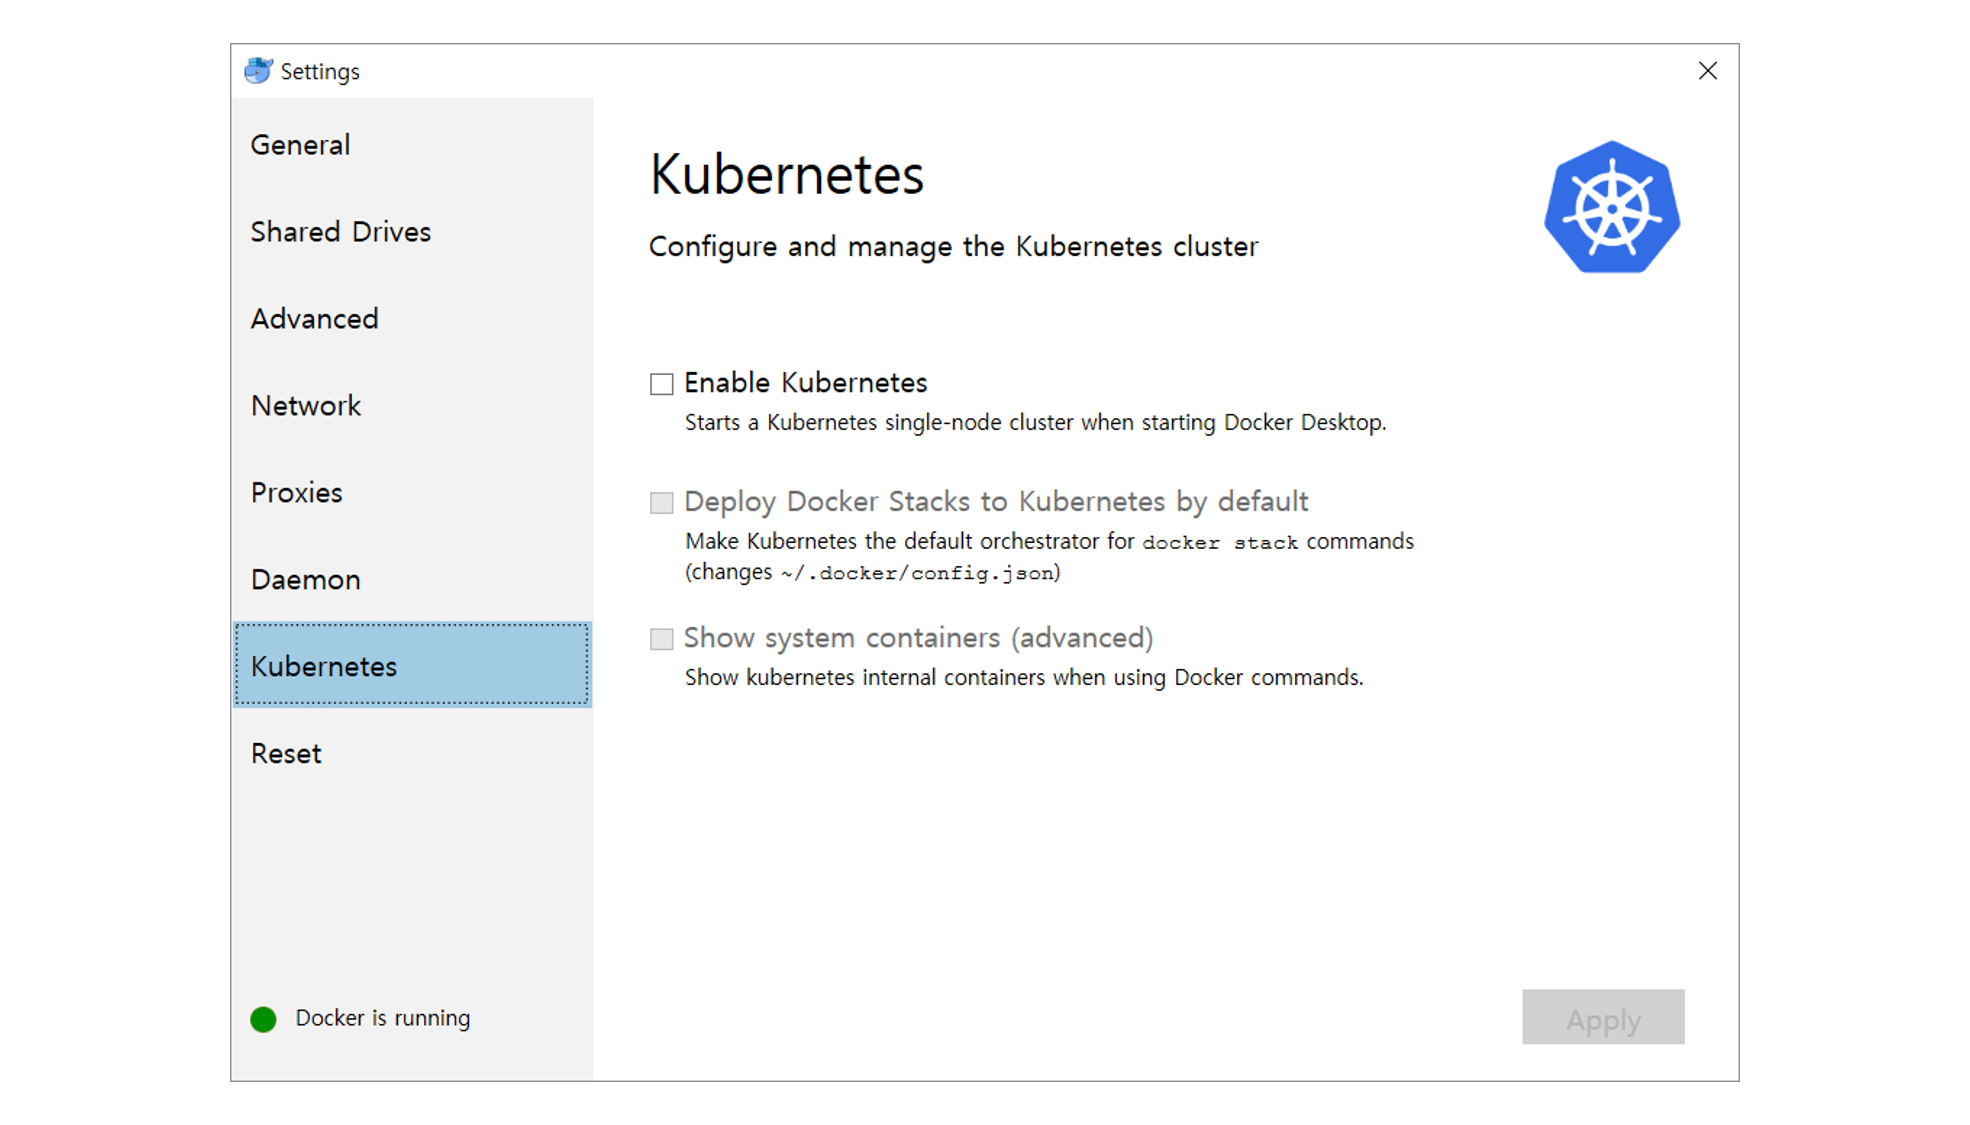 Settings
General
Shared Drives
Advanced
Network
Proxies
Daemon
Kubernetes
Reset
Docker is running
Kubernetes
Configure and manage the Kubernetes cluster
Enable Kubernetes
Starts a Kubernetes single-node cluster when starting Docker Desktop.
Deploy Docker Stacks to Kubernetes by default
Make Kubernetes the default orchestrator for docker stack commands
(changes ~/.docker/config.json)
Show system containers (advanced)
Show kubernetes internal containers when using Docker commands.
Apply